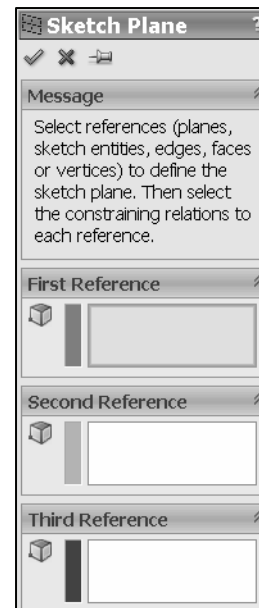 Sketch Plane ?
Message
Select references (planes,
sketch entities, edges, faces
or vertices) to define the
sketch plane. Then select
the constraining relations to
each reference.
First Reference
Second Reference
Third Reference